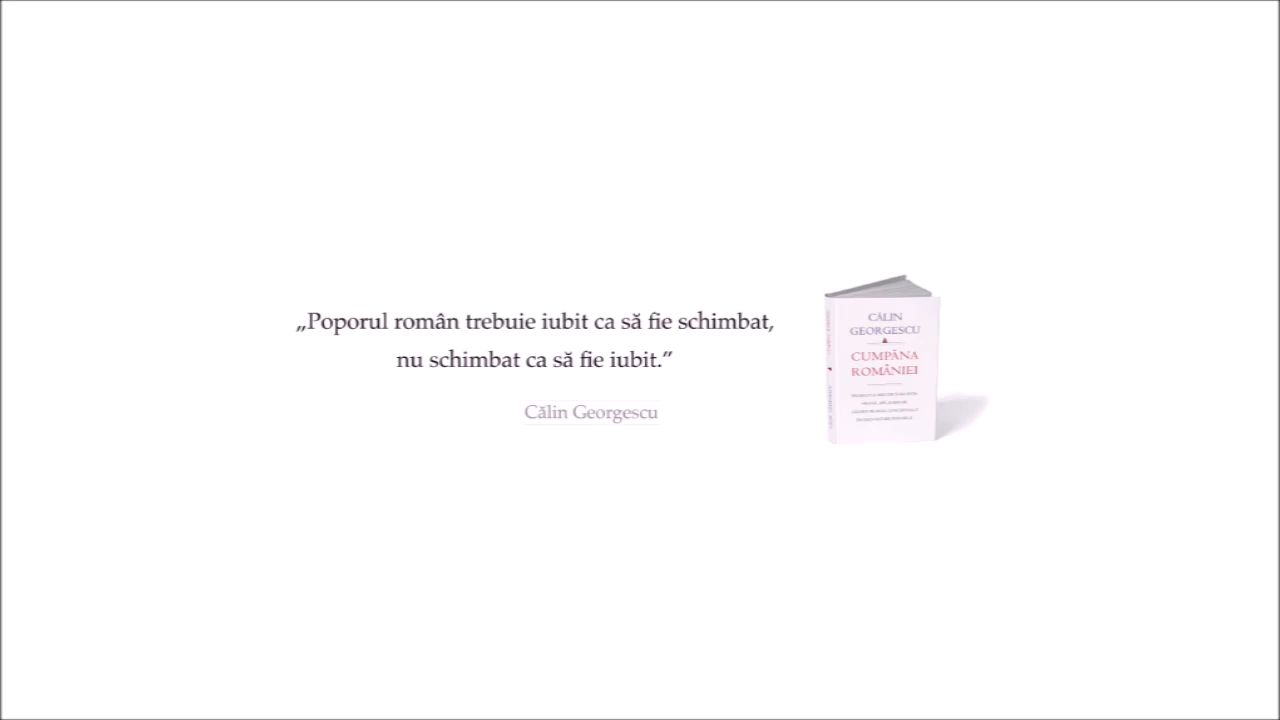 „Poporul român trebuie iubit ca să fie schimbat,
nu schimbat ca să fie iubit.”
Călin Georgescu
CĂLIN
GEORGESCU
CUMPĂNA
ROMÂNIEI